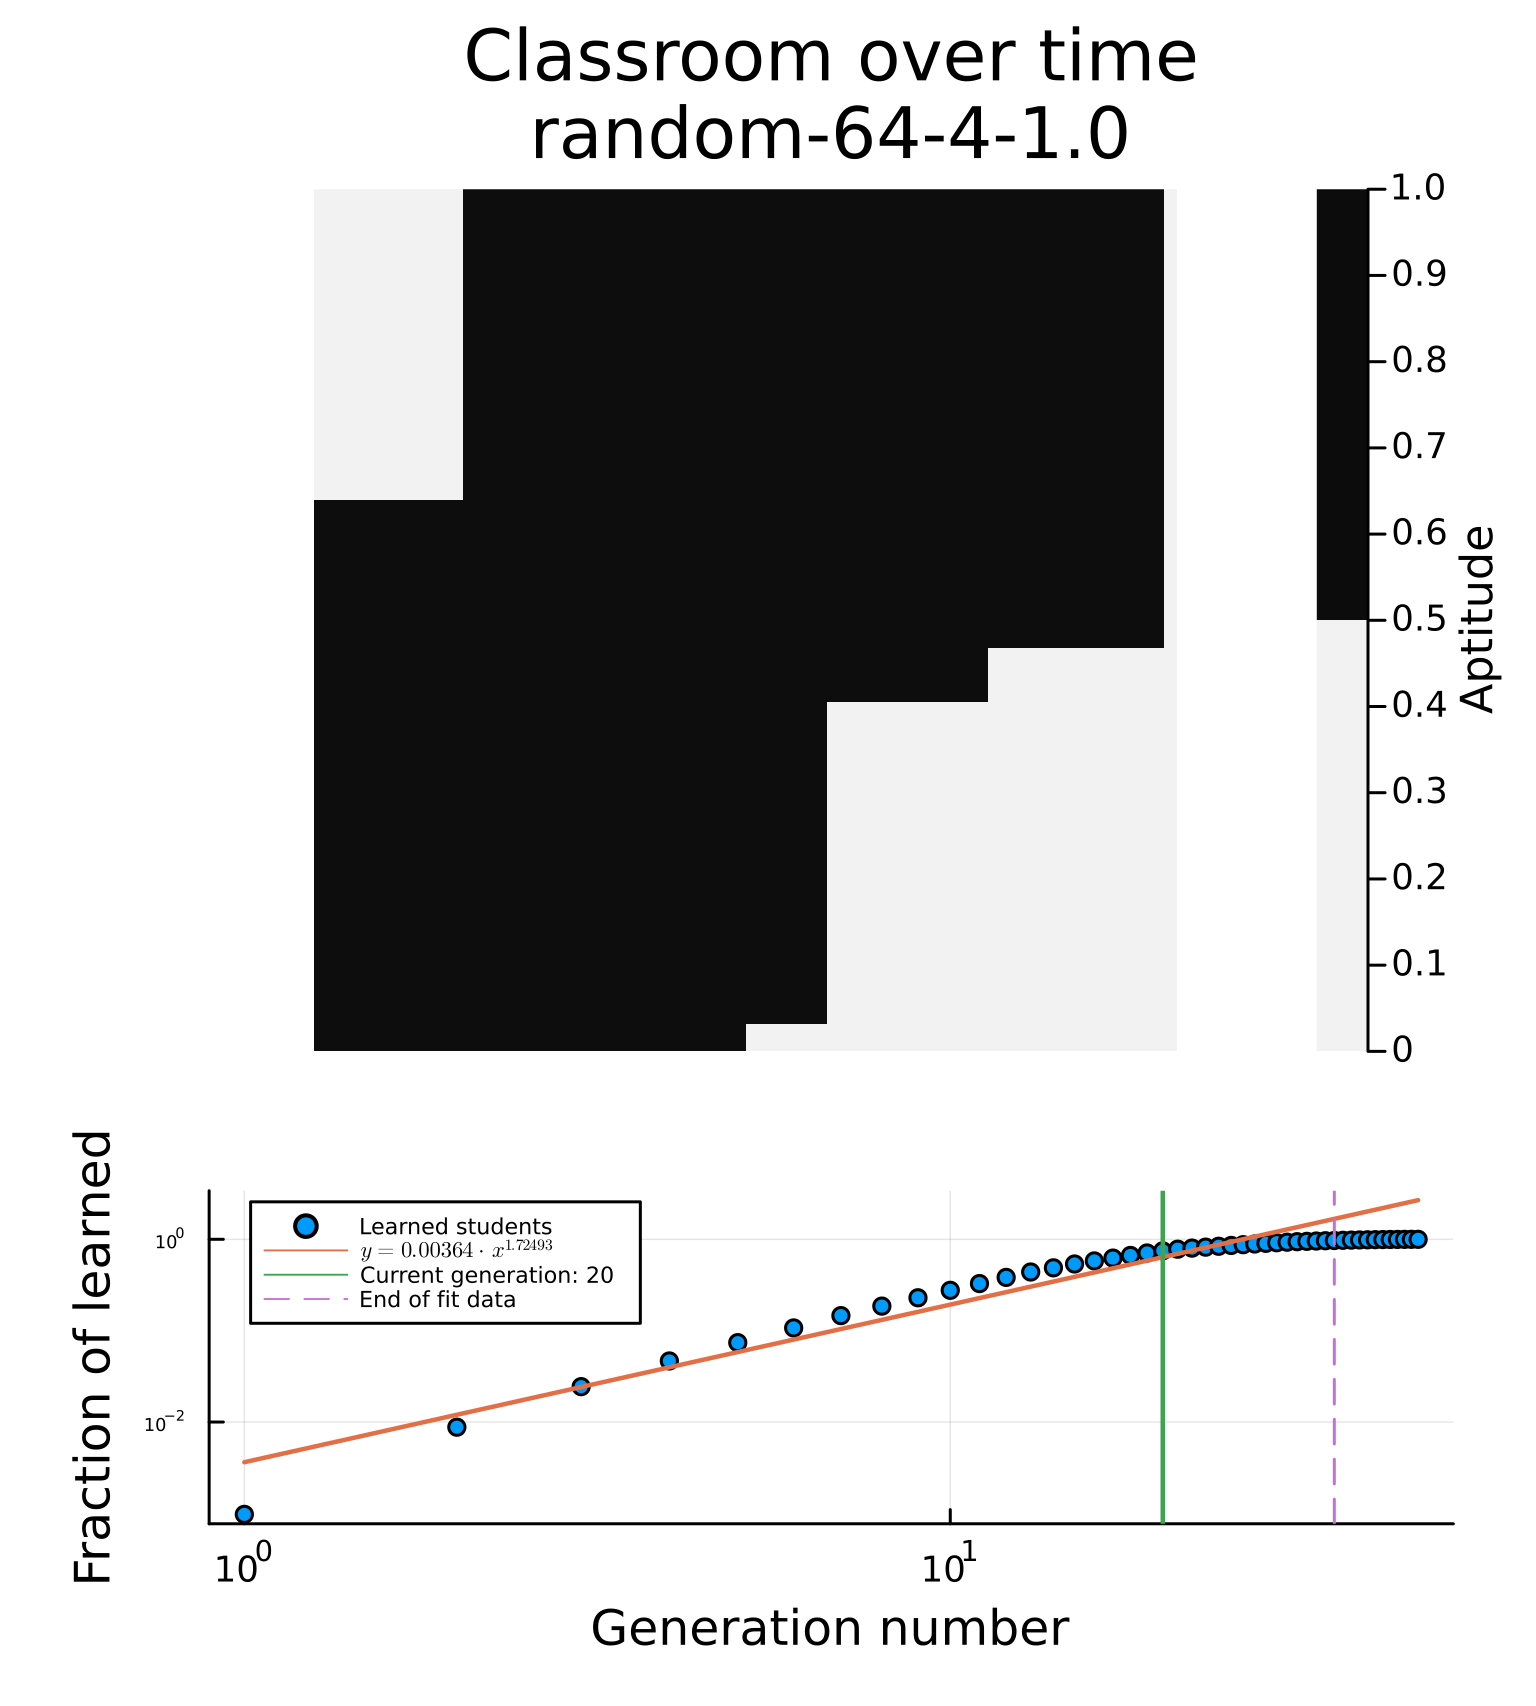 Classroom over time
random-64-4-1.0
1.0
0.9
0.8
0.7
0.6
0.5
0.4
0.3
0.2
0.1
0
Aptitude
Fraction of learned
10^0
10^-2
Learned students
y = 0.00364 · x^1.72493
Current generation: 20
End of fit data
10^0
10^1
Generation number